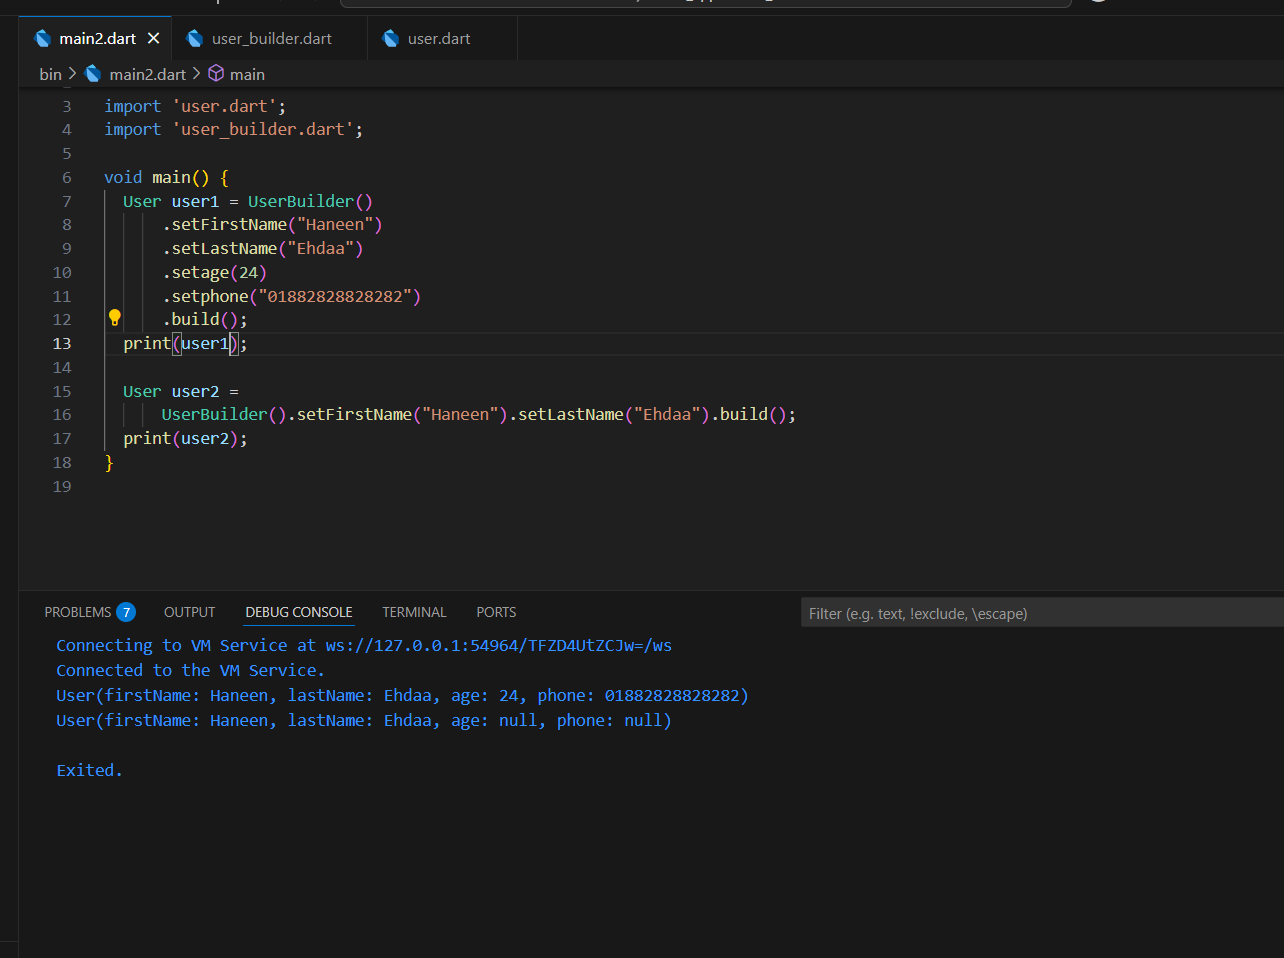 main2.dart
user_builder.dart
user.dart
bin > main2.dart > main
3 import 'user.dart';
4 import 'user_builder.dart';
5
6 void main() {
7 User user1 = UserBuilder()
8 .setFirstName("Haneen")
9 .setLastName("Ehdaa")
10 .setage(24)
11 .setphone("01882828828282")
12 .build();
13 print(user1);
14
15 User user2 =
16 UserBuilder().setFirstName("Haneen").setLastName("Ehdaa").build();
17 print(user2);
18 }
19
PROBLEMS 7 OUTPUT DEBUG CONSOLE TERMINAL PORTS Filter (e.g. text, !exclude, \escape)
Connecting to VM Service at ws://127.0.0.1:54964/TFZD4UtZCJw=/ws
Connected to the VM Service.
User(firstName: Haneen, lastName: Ehdaa, age: 24, phone: 01882828828282)
User(firstName: Haneen, lastName: Ehdaa, age: null, phone: null)
Exited.